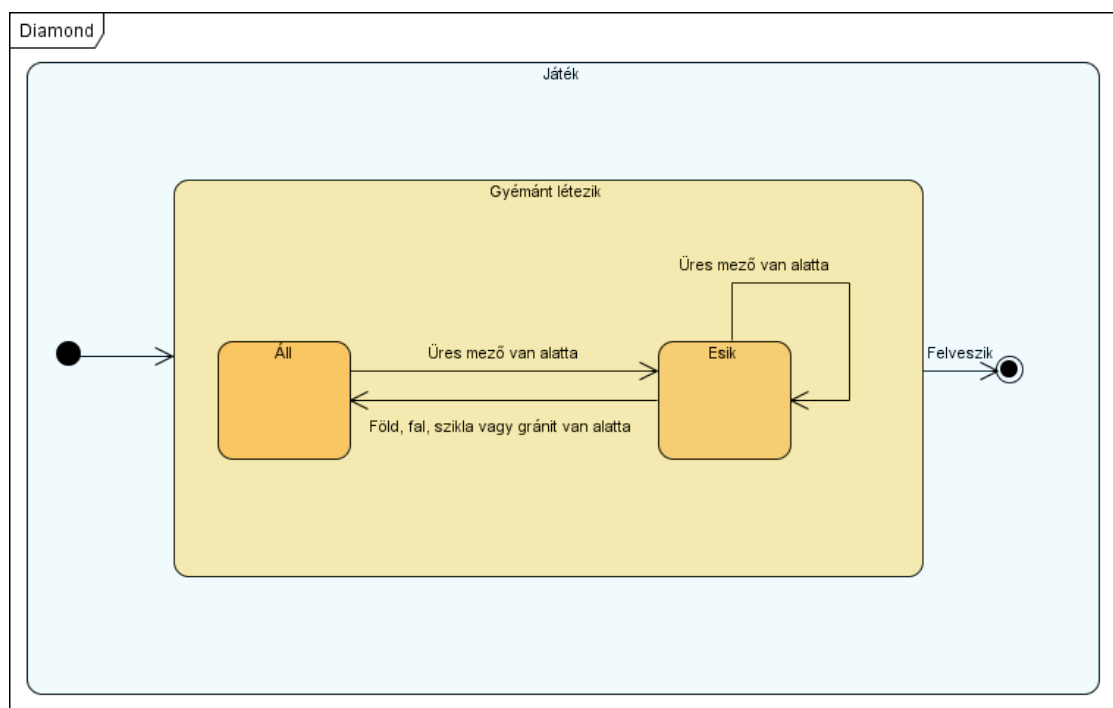 Diamond
Játék
Gyémánt létezik
Üres mező van alatta
Áll
Üres mező van alatta
Esik
Felveszik
Föld, fal, szikla vagy gránit van alatta